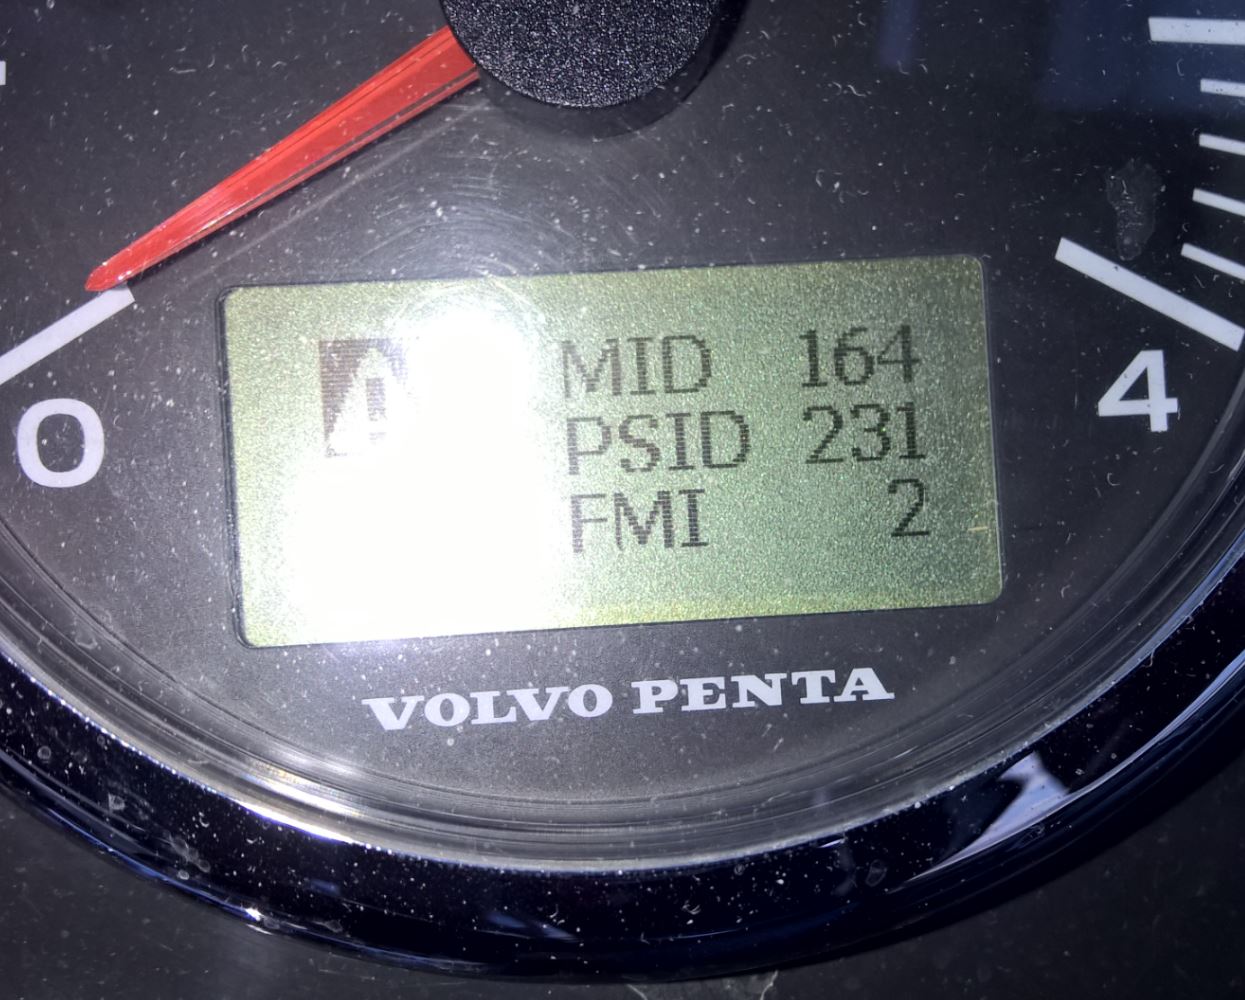 MID 164
PSID 231
FMI 2
0
4
VOLVO PENTA